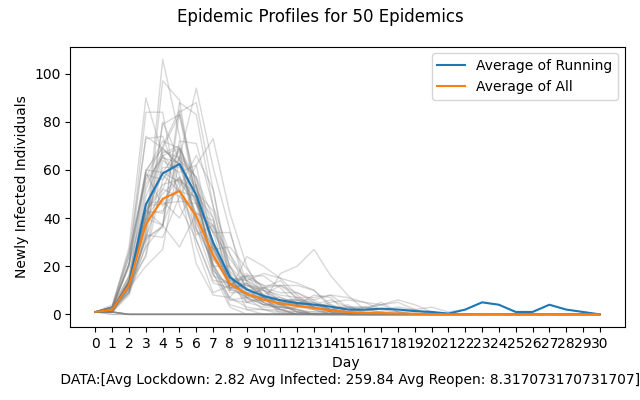 Epidemic Profiles for 50 Epidemics
Average of Running
Average of All
Newly Infected Individuals
100
80
60
40
20
0
0 1 2 3 4 5 6 7 8 9 10 11 12 13 14 15 16 17 18 19 20 21 22 23 24 25 26 27 28 29 30
Day
DATA:[Avg Lockdown: 2.82 Avg Infected: 259.84 Avg Reopen: 8.317073170731707]